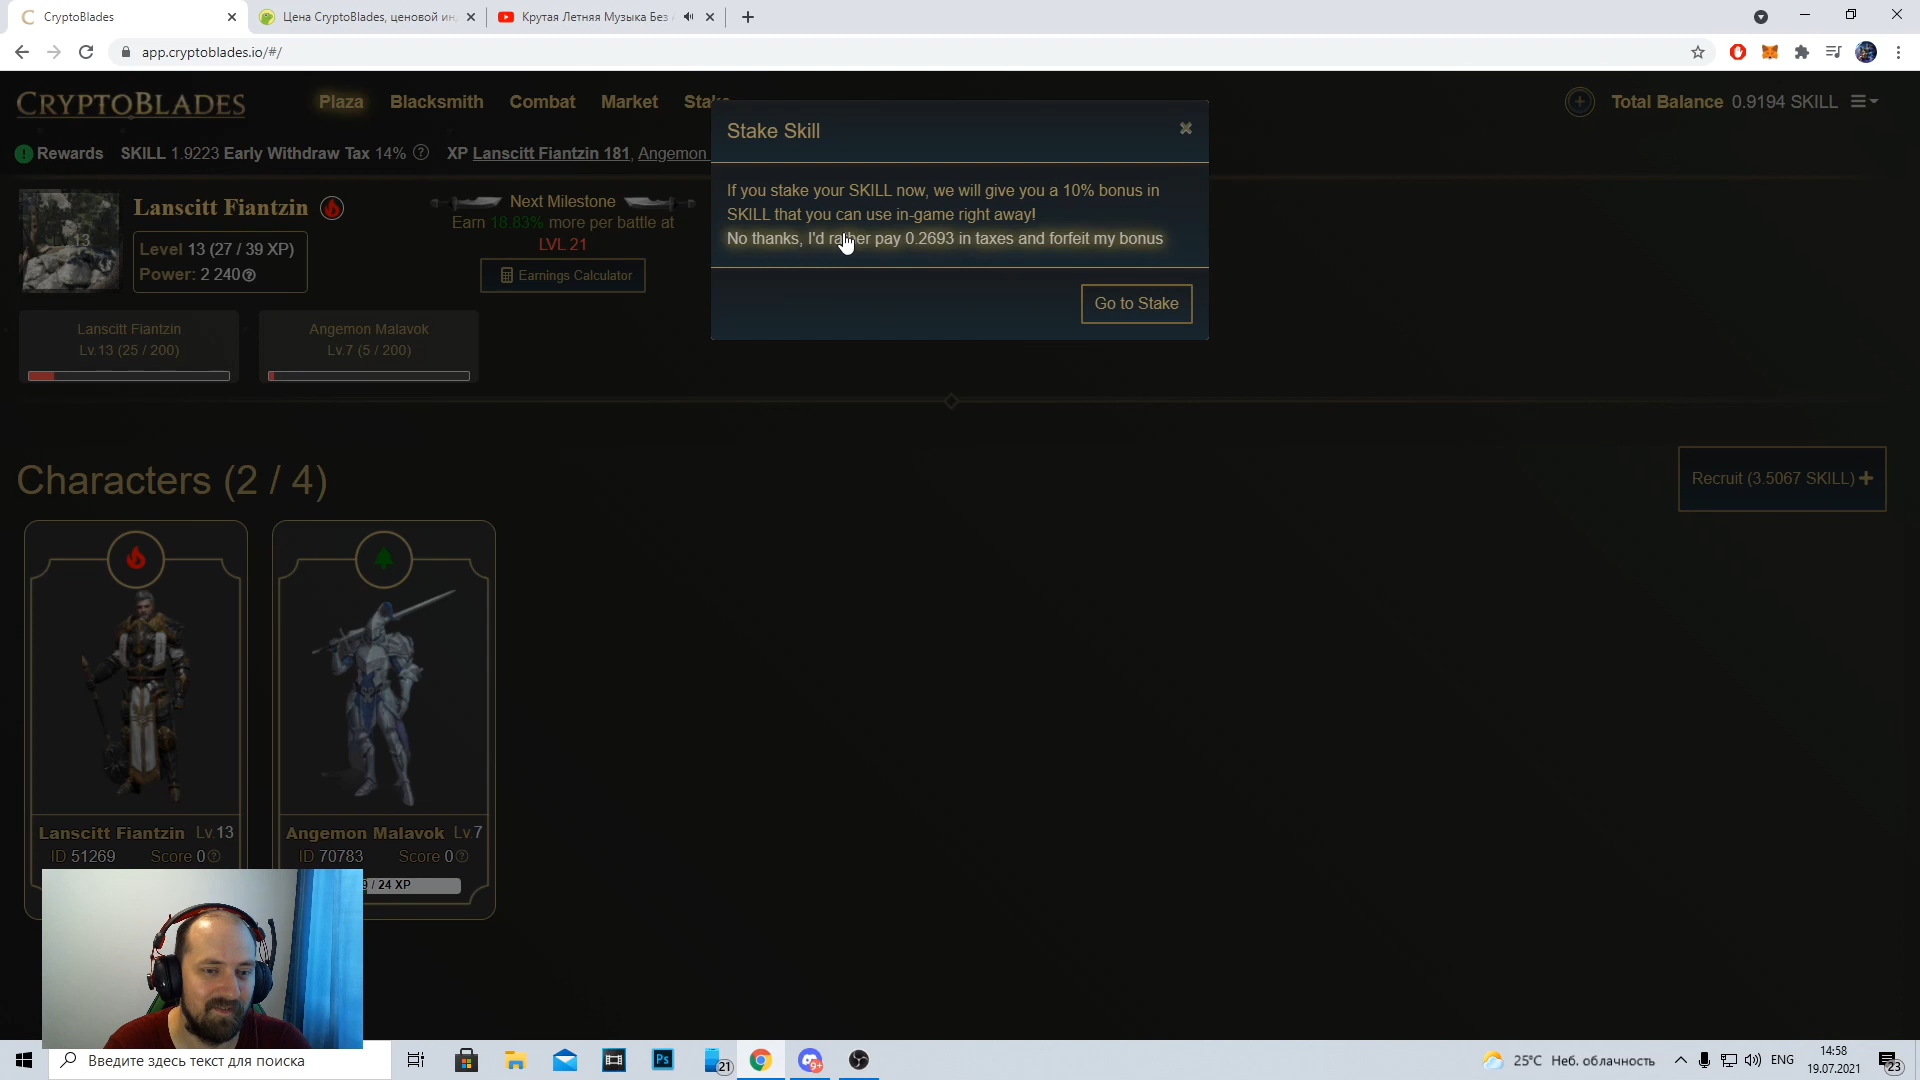 CryptoBlades
Цена CryptoBlades, ценовой ин
Крутая Летняя Музыка Без
app.cryptoblades.io/#/
CRYPTOBLADES
Plaza
Blacksmith
Combat
Market
Stake
Total Balance 0.9194 SKILL
Rewards SKILL 1.9223 Early Withdraw Tax 14% XP Lanscitt Fiantzin 181, Angemon
Stake Skill
If you stake your SKILL now, we will give you a 10% bonus in
SKILL that you can use in-game right away!
No thanks, I'd rather pay 0.2693 in taxes and forfeit my bonus
Go to Stake
13
Lanscitt Fiantzin
Level 13 (27 / 39 XP)
Power: 2 240
Next Milestone
Earn 18.83% more per battle at
LVL 21
Earnings Calculator
Lanscitt Fiantzin
Lv.13 (25 / 200)
Angemon Malavok
Lv.7 (5 / 200)
Characters (2 / 4)
Recruit (3.5067 SKILL)
Lanscitt Fiantzin Lv.13
ID 51269 Score 0
Angemon Malavok Lv.7
ID 70783 Score 0
/ 24 XP
Введите здесь текст для поиска
Ps
21
9+
25°C Неб. облачность
ENG
14:58
19.07.2021
23